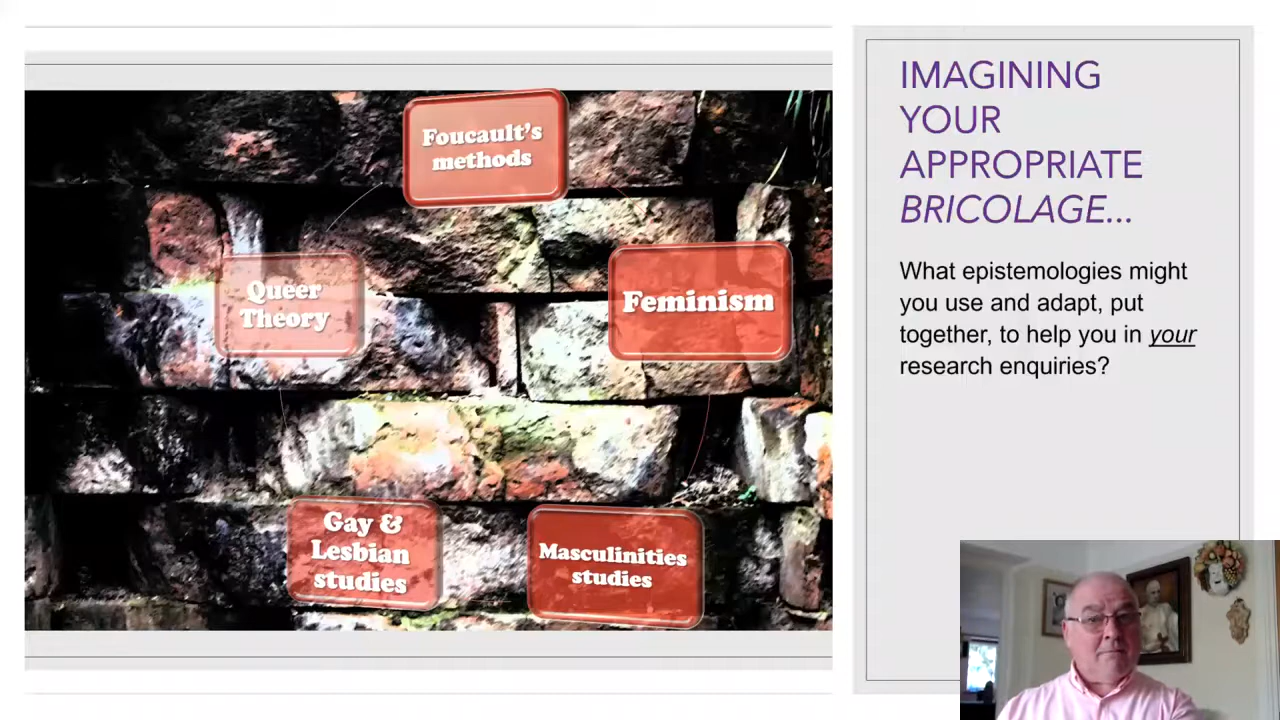 Foucault's
methods
Queer
Theory
Feminism
Gay &
Lesbian
studies
Masculinities
studies
IMAGINING
YOUR
APPROPRIATE
BRICOLAGE...
What epistemologies might
you use and adapt, put
together, to help you in your
research enquiries?